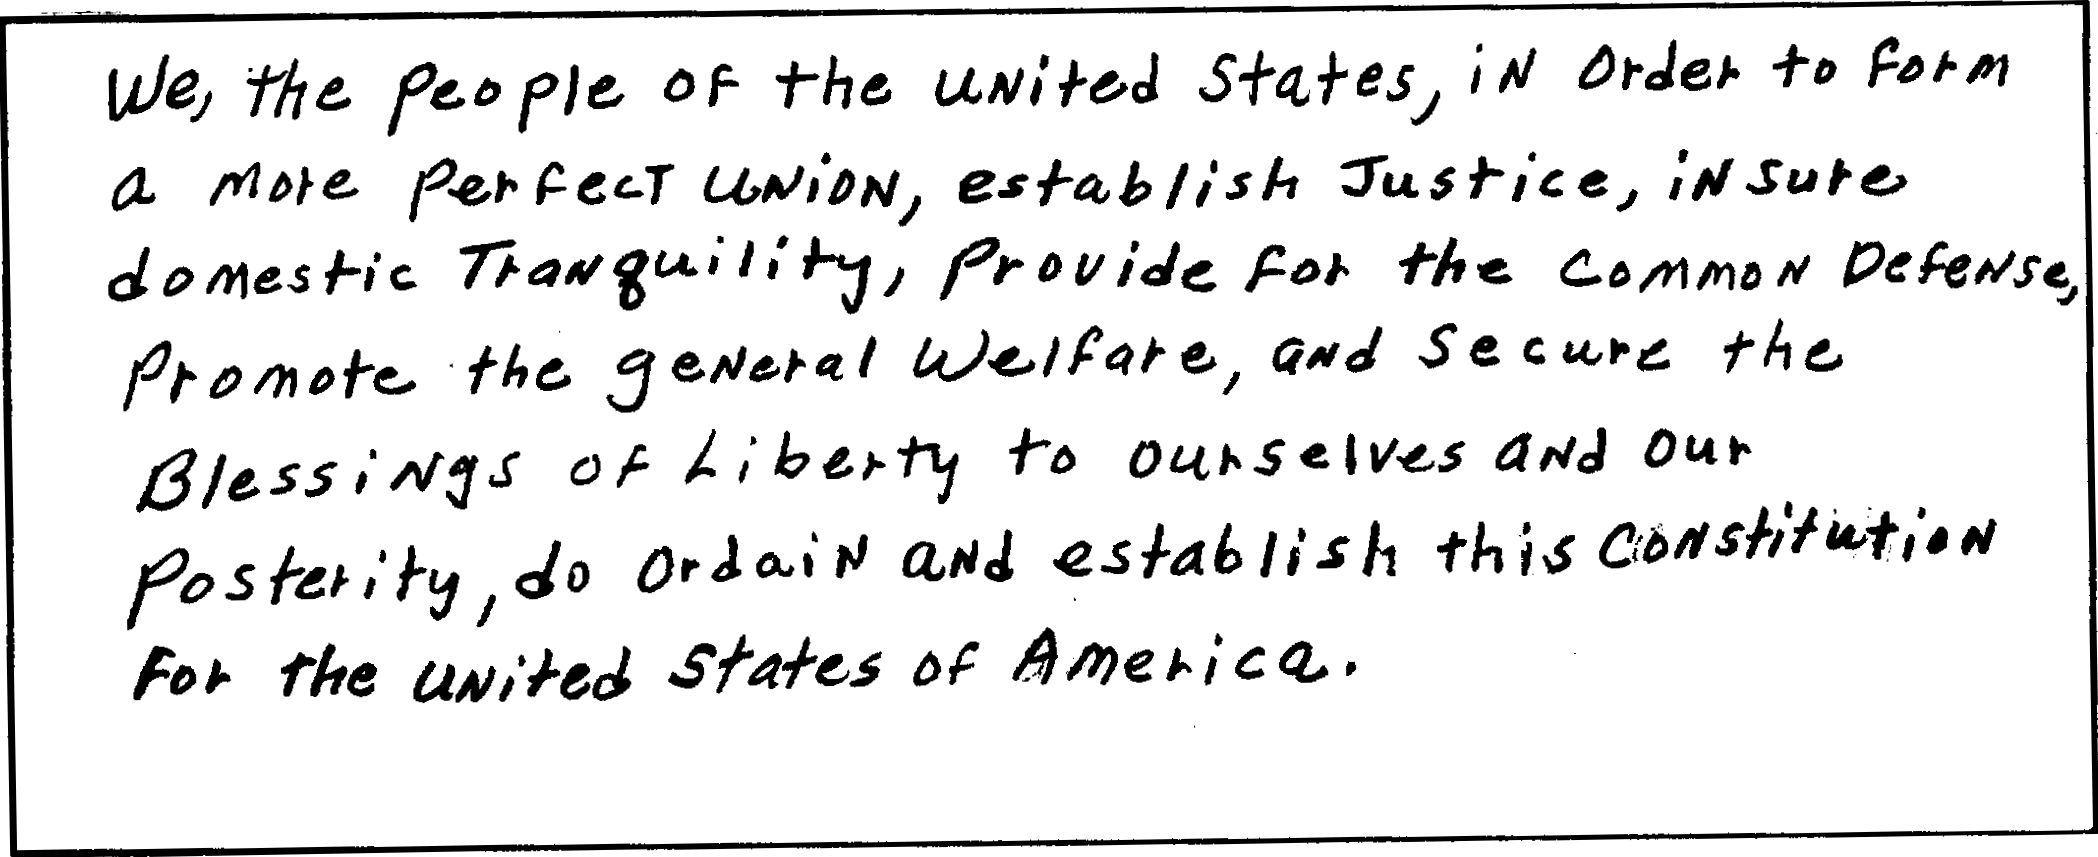 We, the People of the United States, in Order to form
a more perfect Union, establish Justice, insure
domestic Tranquility, Provide for the Common Defense,
Promote the general Welfare, and Secure the
Blessings of Liberty to ourselves and our
Posterity, do Ordain and establish this Constitution
For the United States of America.